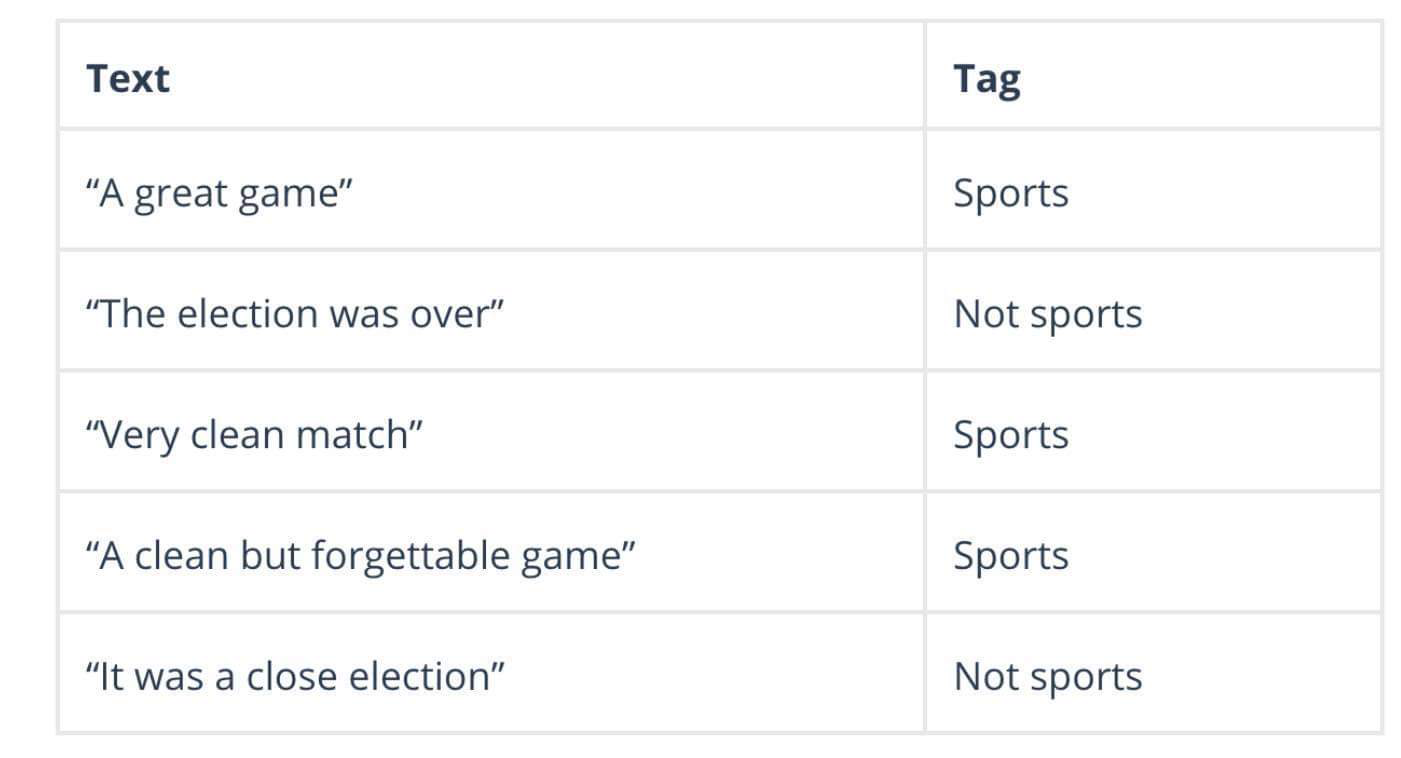 Text Tag
“A great game” Sports
“The election was over” Not sports
“Very clean match” Sports
“A clean but forgettable game” Sports
“It was a close election” Not sports